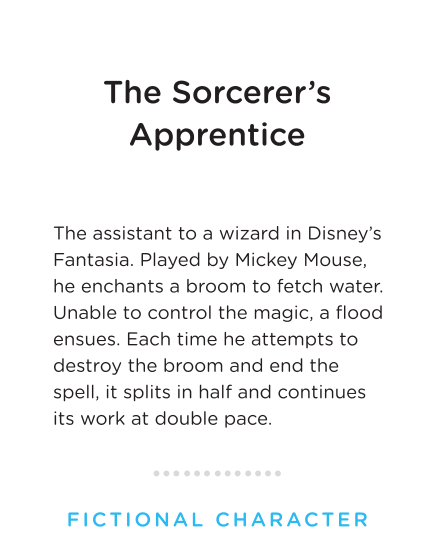 The Sorcerer’s
Apprentice
The assistant to a wizard in Disney’s
Fantasia. Played by Mickey Mouse,
he enchants a broom to fetch water.
Unable to control the magic, a flood
ensues. Each time he attempts to
destroy the broom and end the
spell, it splits in half and continues
its work at double pace.
FICTIONAL CHARACTER